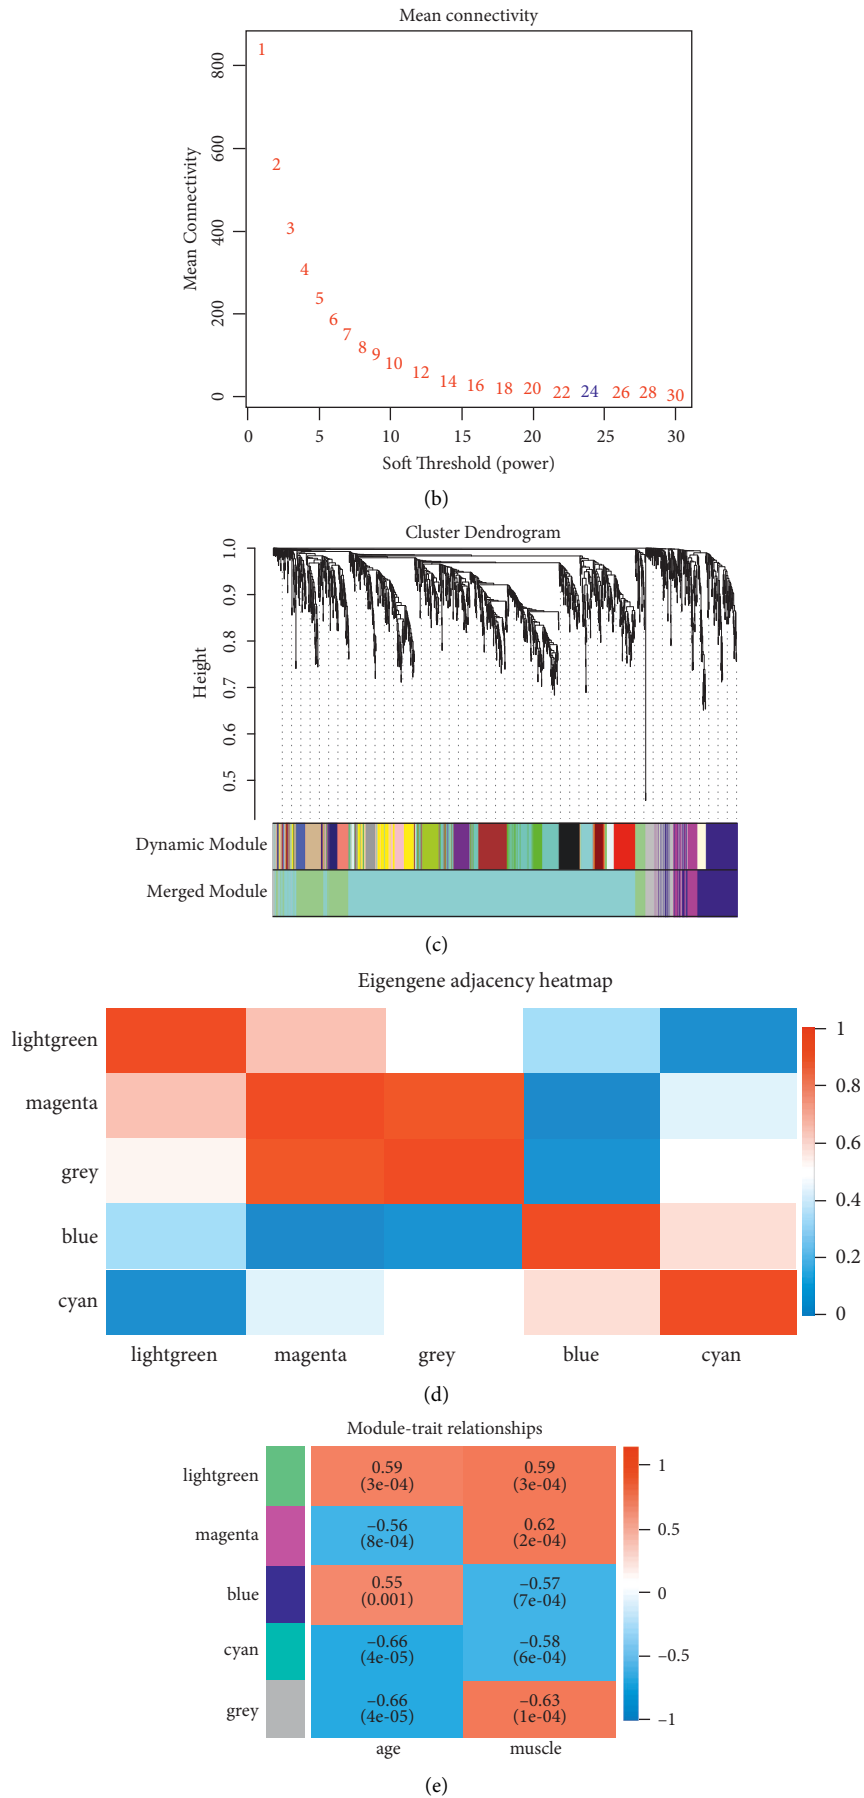 Mean connectivity
1
800
2
600
Mean Connectivity
3
400
4
5
200
6
7
8
9
10
12
14
16
18
20
22
24
26
28
30
0
0 5 10 15 20 25 30
Soft Threshold (power)
(b)
Cluster Dendrogram
1.0
0.9
0.8
Height
0.7
0.6
0.5
Dynamic Module
Merged Module
(c)
Eigengene adjacency heatmap
lightgreen
magenta
grey
blue
cyan
1
0.8
0.6
0.4
0.2
0
lightgreen magenta grey blue cyan
(d)
Module-trait relationships
lightgreen
0.59 0.59
(3e-04) (3e-04)
magenta
−0.56 0.62
(8e-04) (2e-04)
blue
0.55 −0.57
(0.001) (7e-04)
cyan
−0.66 −0.58
(4e-05) (6e-04)
grey
−0.66 −0.63
(4e-05) (1e-04)
1
0.5
0
−0.5
−1
age muscle
(e)